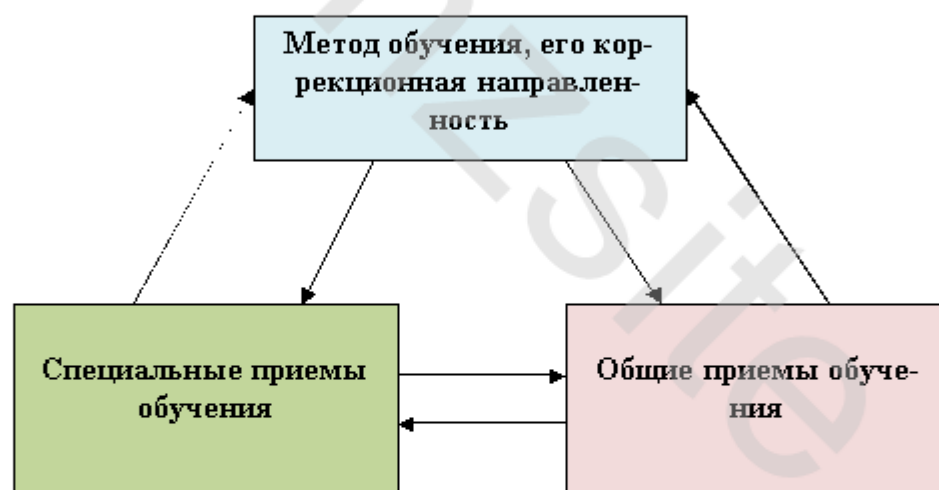 Метод обучения, его кор-
рекционная направлен-
ность
Специальные приемы
обучения
Общие приемы обуче-
ния